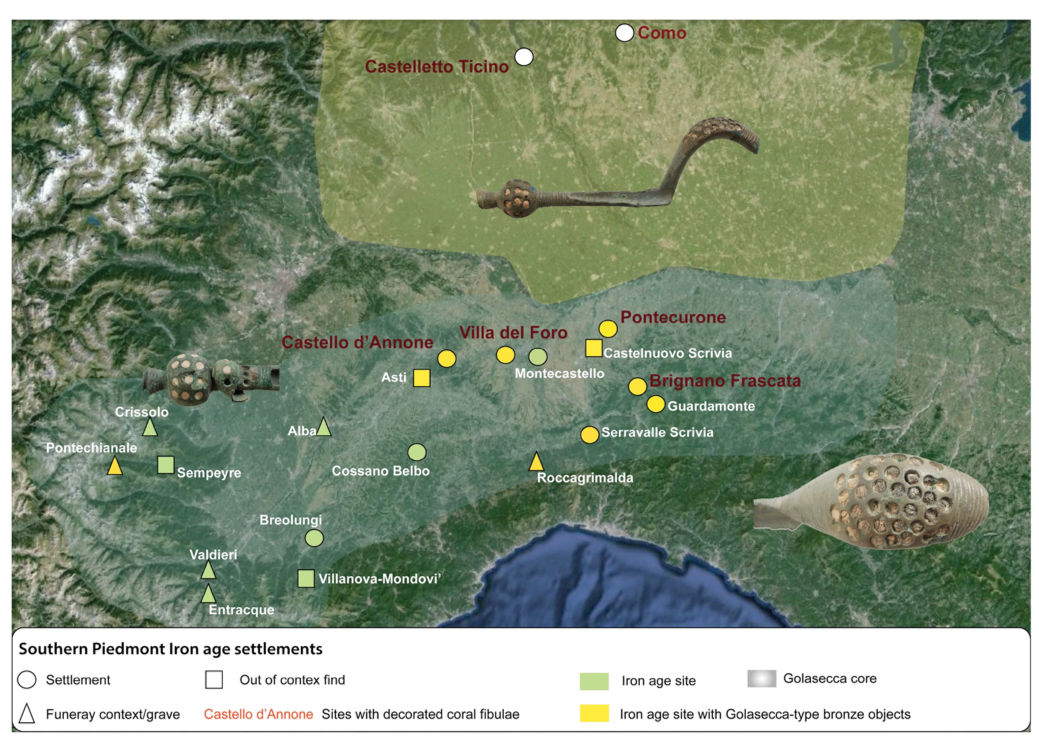 Como
Castelletto Ticino
Pontecurone
Villa del Foro
Castello d'Annone
Castelnuovo Scrivia
Montecastello
Asti
Brignano Frascata
Guardamonte
Crissolo
Alba
Serravalle Scrivia
Pontechianale
Sempeyre
Cossano Belbo
Roccagrimalda
Breolungi
Valdieri
Villanova-Mondovi'
Entracque
Southern Piedmont Iron age settlements
Settlement
Out of contex find
Iron age site
Golasecca core
Funeray context/grave
Castello d'Annone Sites with decorated coral fibulae
Iron age site with Golasecca-type bronze objects